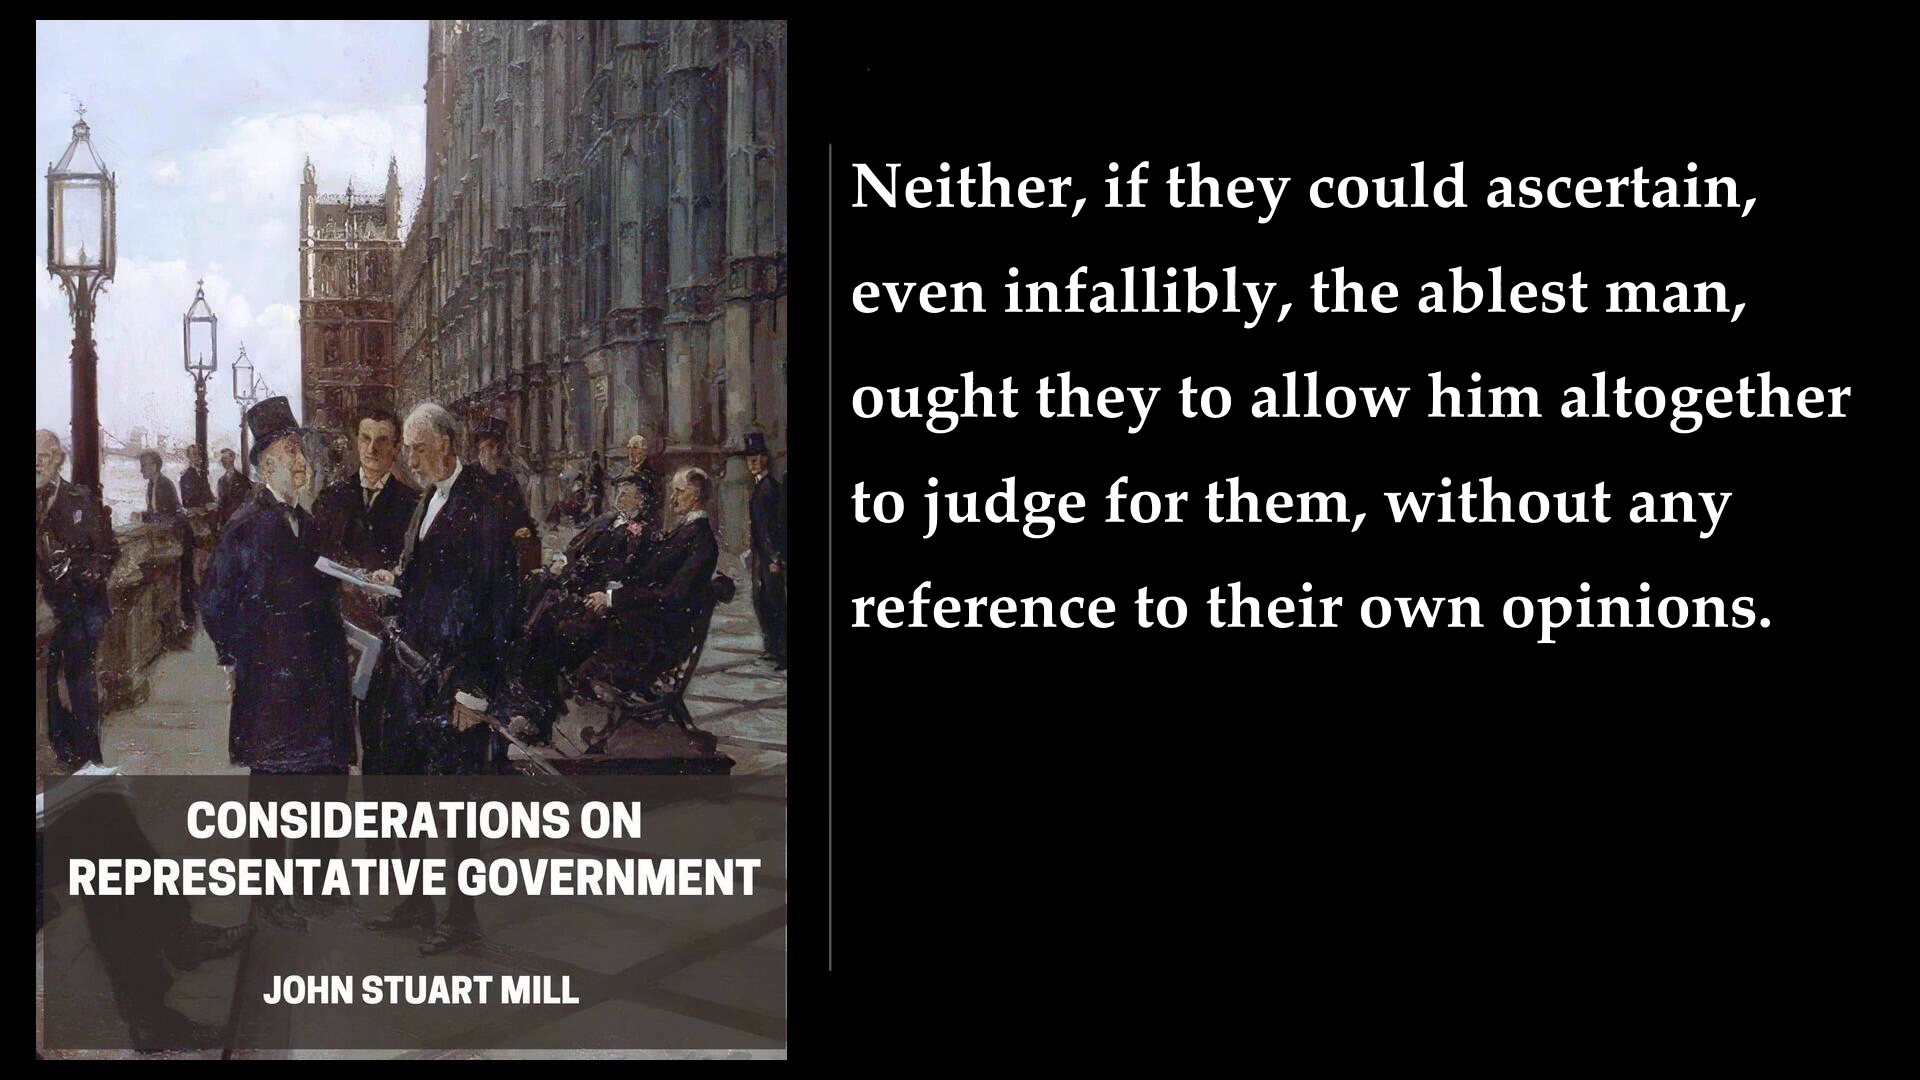 Neither, if they could ascertain,
even infallibly, the ablest man,
ought they to allow him altogether
to judge for them, without any
reference to their own opinions.
CONSIDERATIONS ON
REPRESENTATIVE GOVERNMENT
JOHN STUART MILL